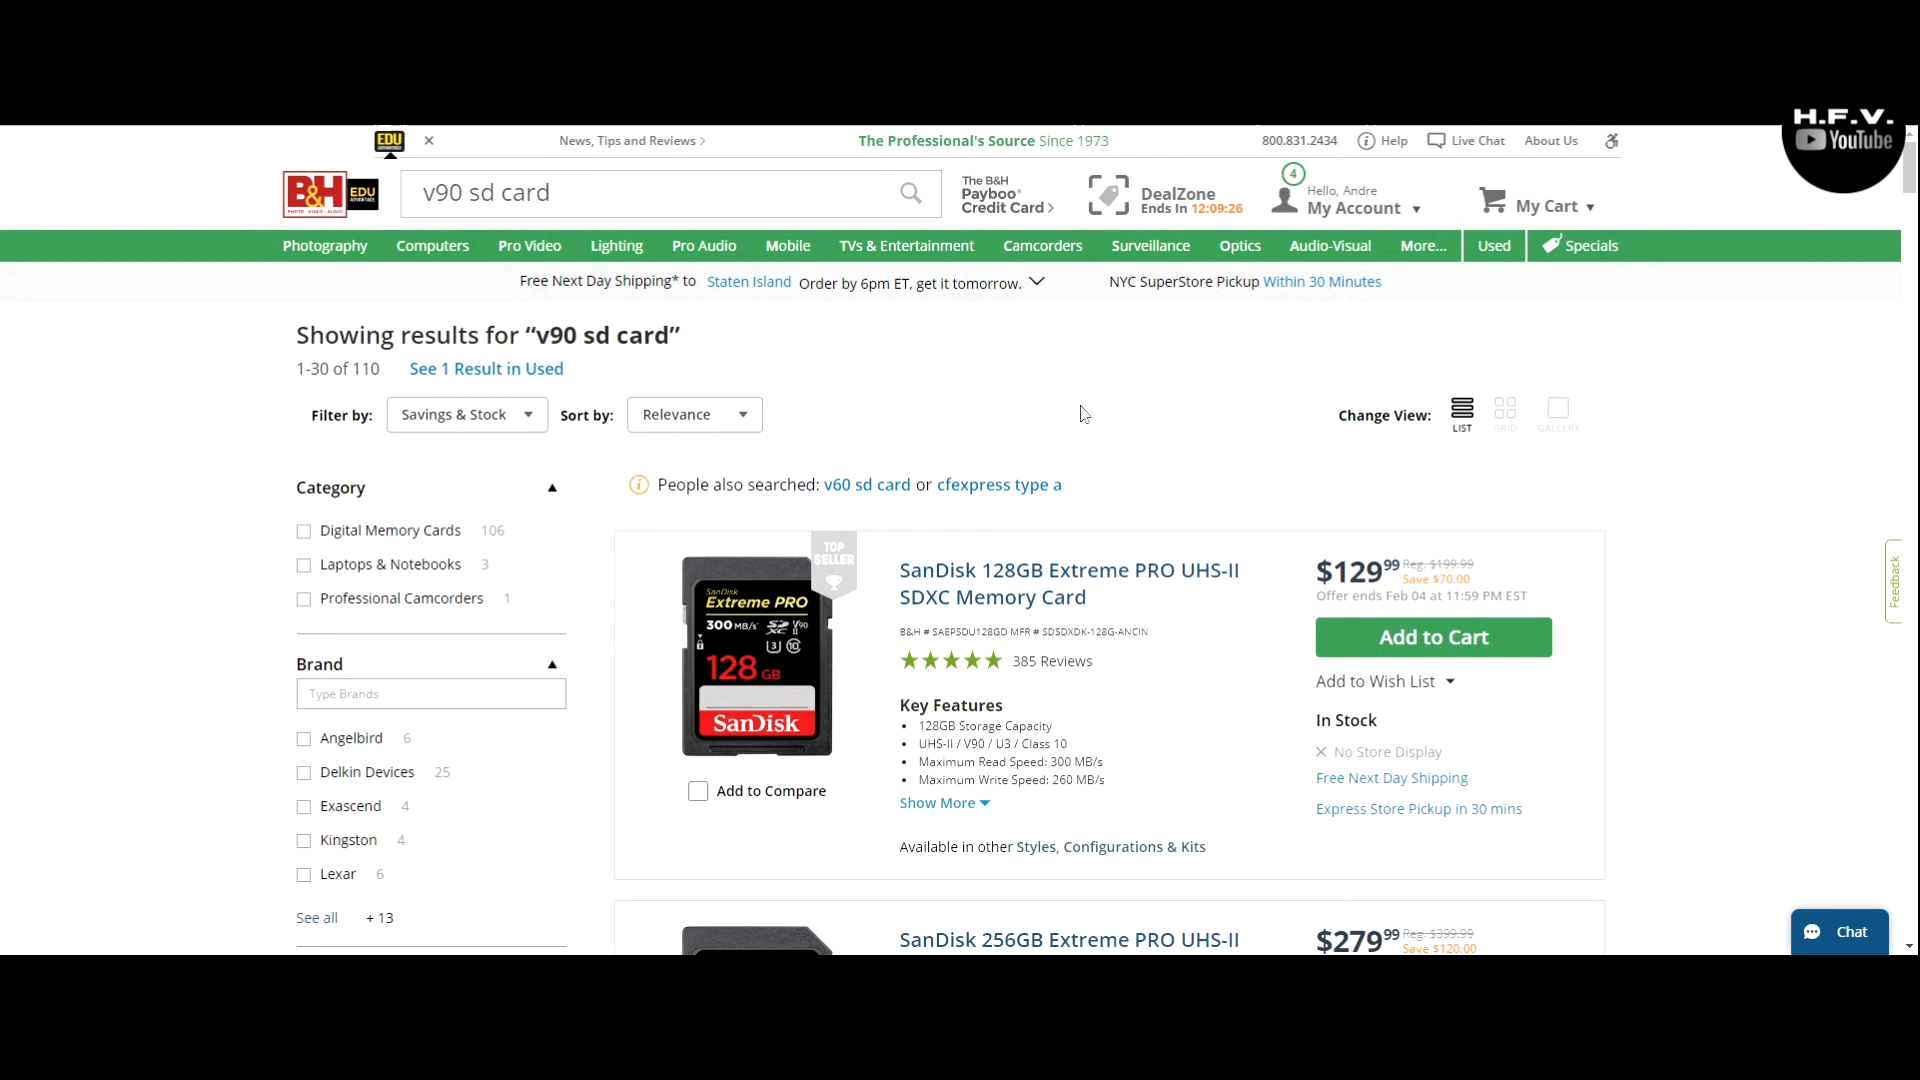 H.F.V.
YouTube
EDU
ADVANTAGE
News, Tips and Reviews
The Professional's Source Since 1973
800.831.2434
Help
Live Chat
About Us
B&H
PHOTO - VIDEO - AUDIO
EDU
ADVANTAGE
v90 sd card
The B&H
Payboo®
Credit Card
DealZone
Ends In 12:09:26
4
Hello, Andre
My Account
My Cart
Photography
Computers
Pro Video
Lighting
Pro Audio
Mobile
TVs & Entertainment
Camcorders
Surveillance
Optics
Audio-Visual
More...
Used
Specials
Free Next Day Shipping* to Staten Island Order by 6pm ET, get it tomorrow.
NYC SuperStore Pickup Within 30 Minutes
Showing results for “v90 sd card”
1-30 of 110
See 1 Result in Used
Filter by:
Savings & Stock
Sort by:
Relevance
Change View:
LIST
GRID
GALLERY
Category
Digital Memory Cards 106
Laptops & Notebooks 3
Professional Camcorders 1
Brand
Type Brands
Angelbird 6
Delkin Devices 25
Exascend 4
Kingston 4
Lexar 6
See all + 13
People also searched: v60 sd card or cfexpress type a
TOP
SELLER
SanDisk
Extreme PRO
300 MB/s
SD XC II V90
3 10
128 GB
SanDisk
Add to Compare
SanDisk 128GB Extreme PRO UHS-II
SDXC Memory Card
B&H # SAEPSDU128GD MFR # SDSDXDK-128G-ANCIN
385 Reviews
Key Features
128GB Storage Capacity
UHS-II / V90 / U3 / Class 10
Maximum Read Speed: 300 MB/s
Maximum Write Speed: 260 MB/s
Show More
Available in other Styles, Configurations & Kits
$129.99 Reg. $199.99
Save $70.00
Offer ends Feb 04 at 11:59 PM EST
Add to Cart
Add to Wish List
In Stock
No Store Display
Free Next Day Shipping
Express Store Pickup in 30 mins
SanDisk 256GB Extreme PRO UHS-II
$279.99 Reg. $399.99
Save $120.00
Feedback
Chat